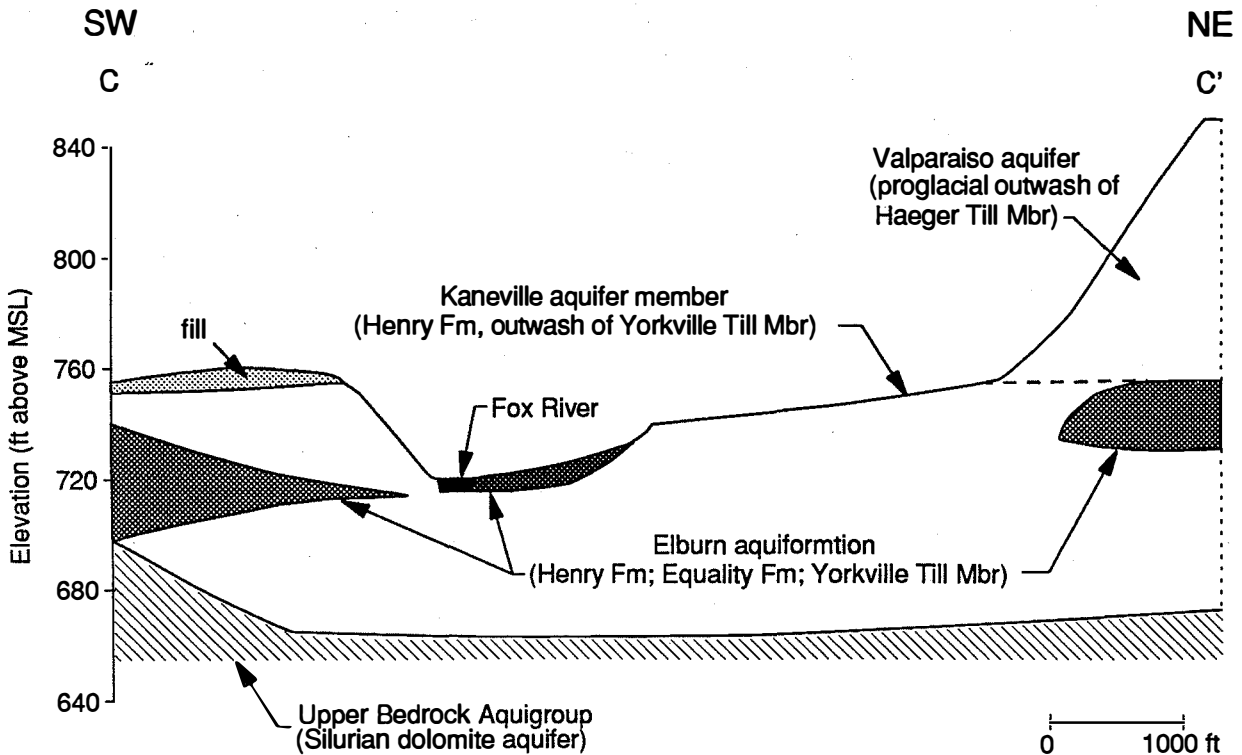 SW
NE
C
C'
840
800
760
720
680
640
Elevation (ft above MSL)
Valparaiso aquifer
(proglacial outwash of
Haeger Till Mbr)
Kaneville aquifer member
(Henry Fm, outwash of Yorkville Till Mbr)
fill
Fox River
Elburn aquiformtion
(Henry Fm; Equality Fm; Yorkville Till Mbr)
Upper Bedrock Aquigroup
(Silurian dolomite aquifer)
0 1000 ft